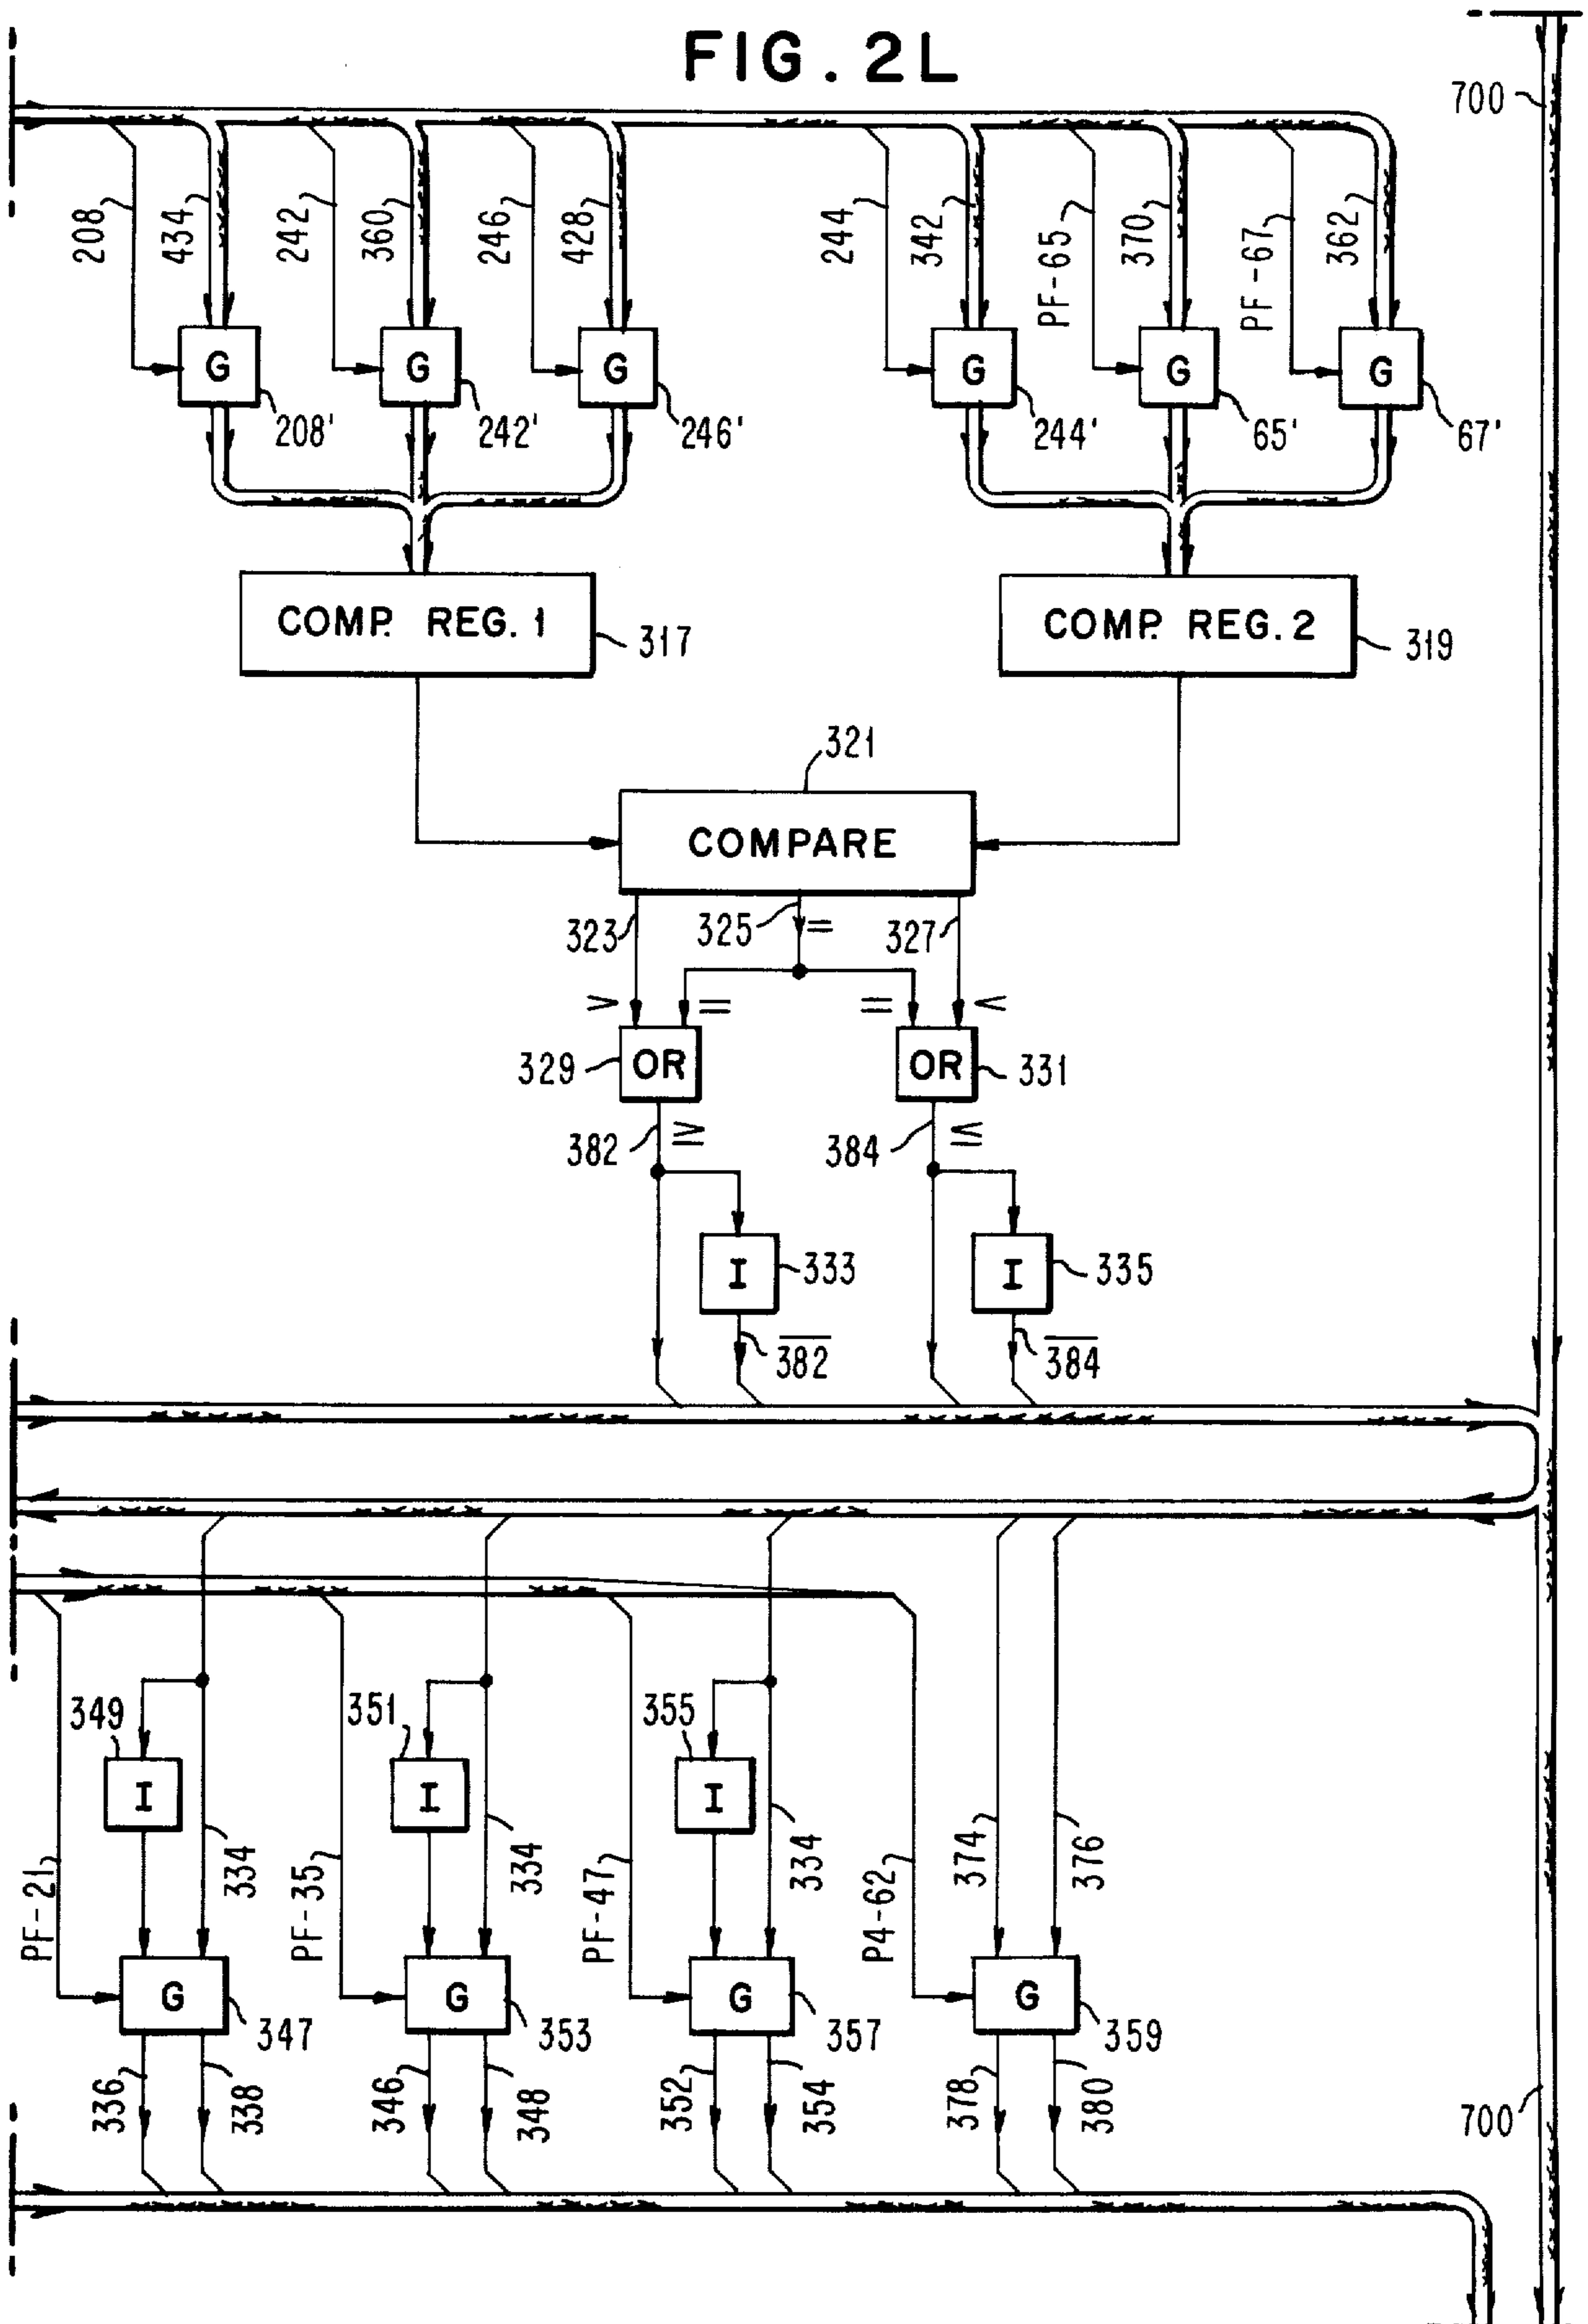 FIG. 2L
700
208
434
242
360
246
428
244
342
PF-65
370
PF-67
362
G
G
G
G
G
G
208'
242'
246'
244'
65'
67'
COMP. REG. 1
317
COMP. REG. 2
319
321
COMPARE
323
325
=
327
>
=
=
<
329
OR
OR
331
382
≥
384
≤
I
333
I
335
382
384
349
351
355
I
I
I
PF-21
334
PF-35
334
PF-47
334
P4-62
374
376
G
G
G
G
347
353
357
359
336
338
346
348
352
354
378
380
700